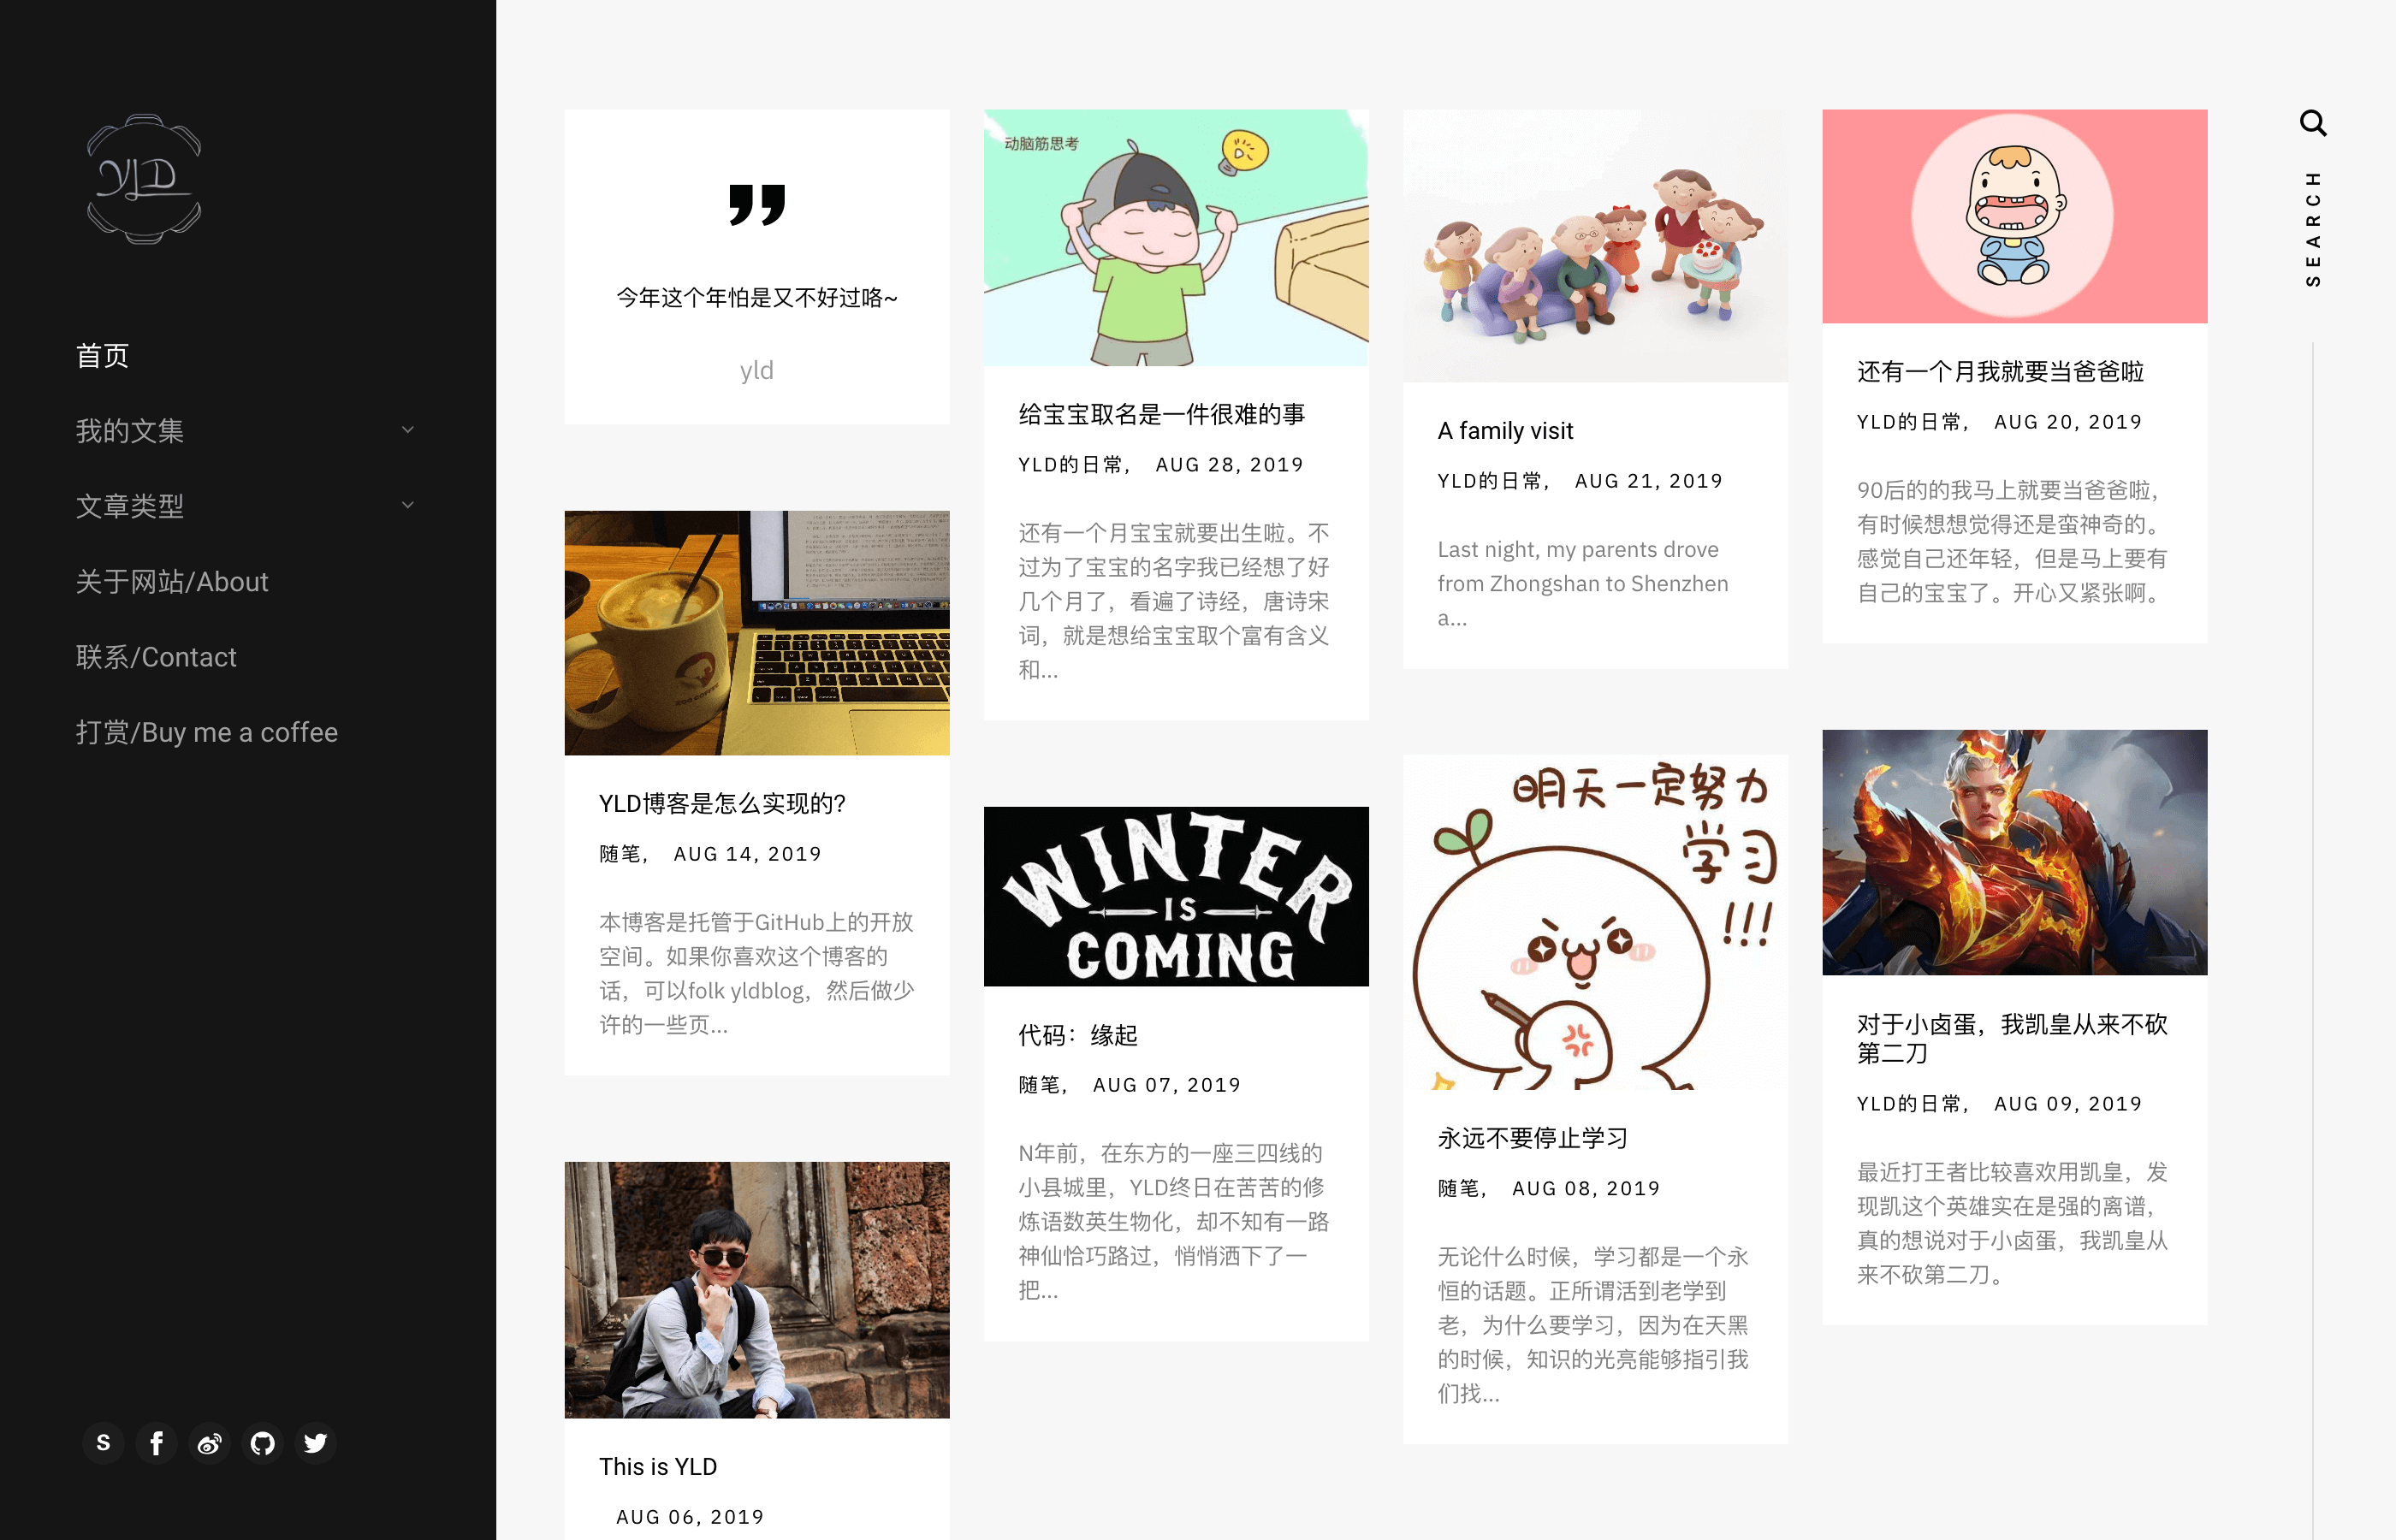 YLD
首页
我的文集
文章类型
关于网站/About
联系/Contact
打赏/Buy me a coffee
S
今年这个年怕是又不好过咯~
yld
YLD博客是怎么实现的?
随笔, AUG 14, 2019
本博客是托管于GitHub上的开放
空间。如果你喜欢这个博客的
话，可以folk yldblog，然后做少
许的一些页...
This is YLD
AUG 06, 2019
动脑筋思考
给宝宝取名是一件很难的事
YLD的日常, AUG 28, 2019
还有一个月宝宝就要出生啦。不
过为了宝宝的名字我已经想了好
几个月了，看遍了诗经，唐诗宋
词，就是想给宝宝取个富有含义
和...
WINTER
IS
COMING
代码：缘起
随笔, AUG 07, 2019
N年前，在东方的一座三四线的
小县城里，YLD终日在苦苦的修
炼语数英生物化，却不知有一路
神仙恰巧路过，悄悄洒下了一
把...
A family visit
YLD的日常, AUG 21, 2019
Last night, my parents drove
from Zhongshan to Shenzhen
a...
明天一定努力
学习
!!!
永远不要停止学习
随笔, AUG 08, 2019
无论什么时候，学习都是一个永
恒的话题。正所谓活到老学到
老，为什么要学习，因为在天黑
的时候，知识的光亮能够指引我
们找...
还有一个月我就要当爸爸啦
YLD的日常, AUG 20, 2019
90后的的我马上就要当爸爸啦，
有时候想想觉得还是蛮神奇的。
感觉自己还年轻，但是马上要有
自己的宝宝了。开心又紧张啊。
对于小卤蛋，我凯皇从来不砍
第二刀
YLD的日常, AUG 09, 2019
最近打王者比较喜欢用凯皇，发
现凯这个英雄实在是强的离谱，
真的想说对于小卤蛋，我凯皇从
来不砍第二刀。
SEARCH